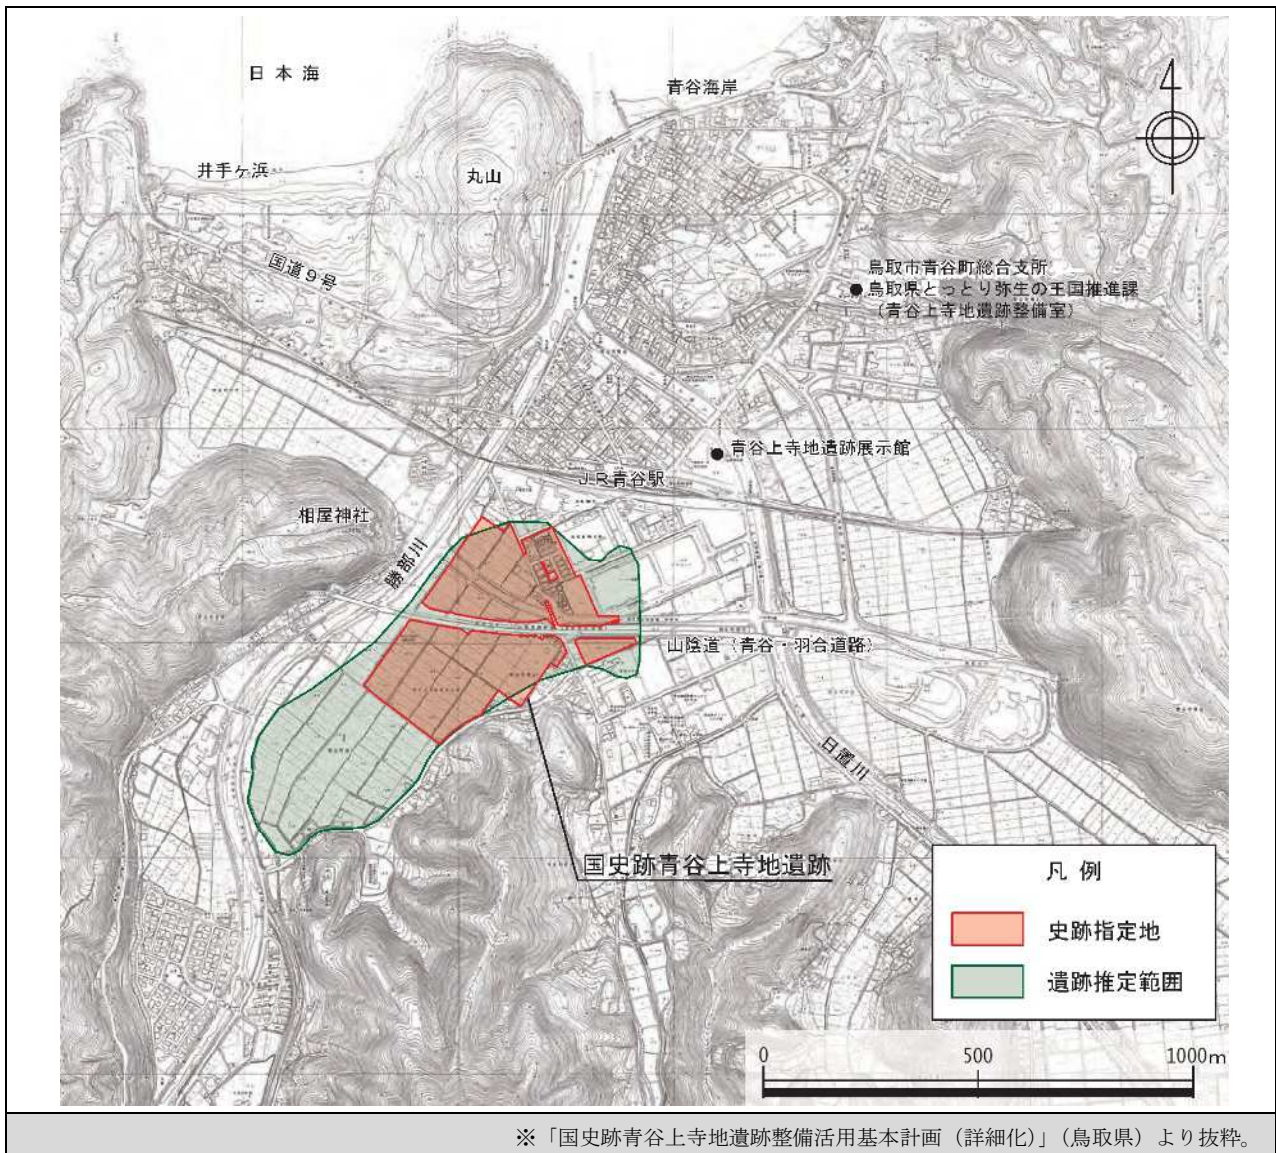 日本海
青谷海岸
井手ヶ浜
丸山
国道9号
鳥取市青谷町総合支所
鳥取県とっとり弥生の王国推進課
（青谷上寺地遺跡整備室）
青谷上寺地遺跡展示館
JR青谷駅
相屋神社
勝部川
山陰道（青谷・羽合道路）
日置川
国史跡青谷上寺地遺跡
凡例
史跡指定地
遺跡推定範囲
0 500 1000m
※「国史跡青谷上寺地遺跡整備活用基本計画（詳細化）」（鳥取県）より抜粋。